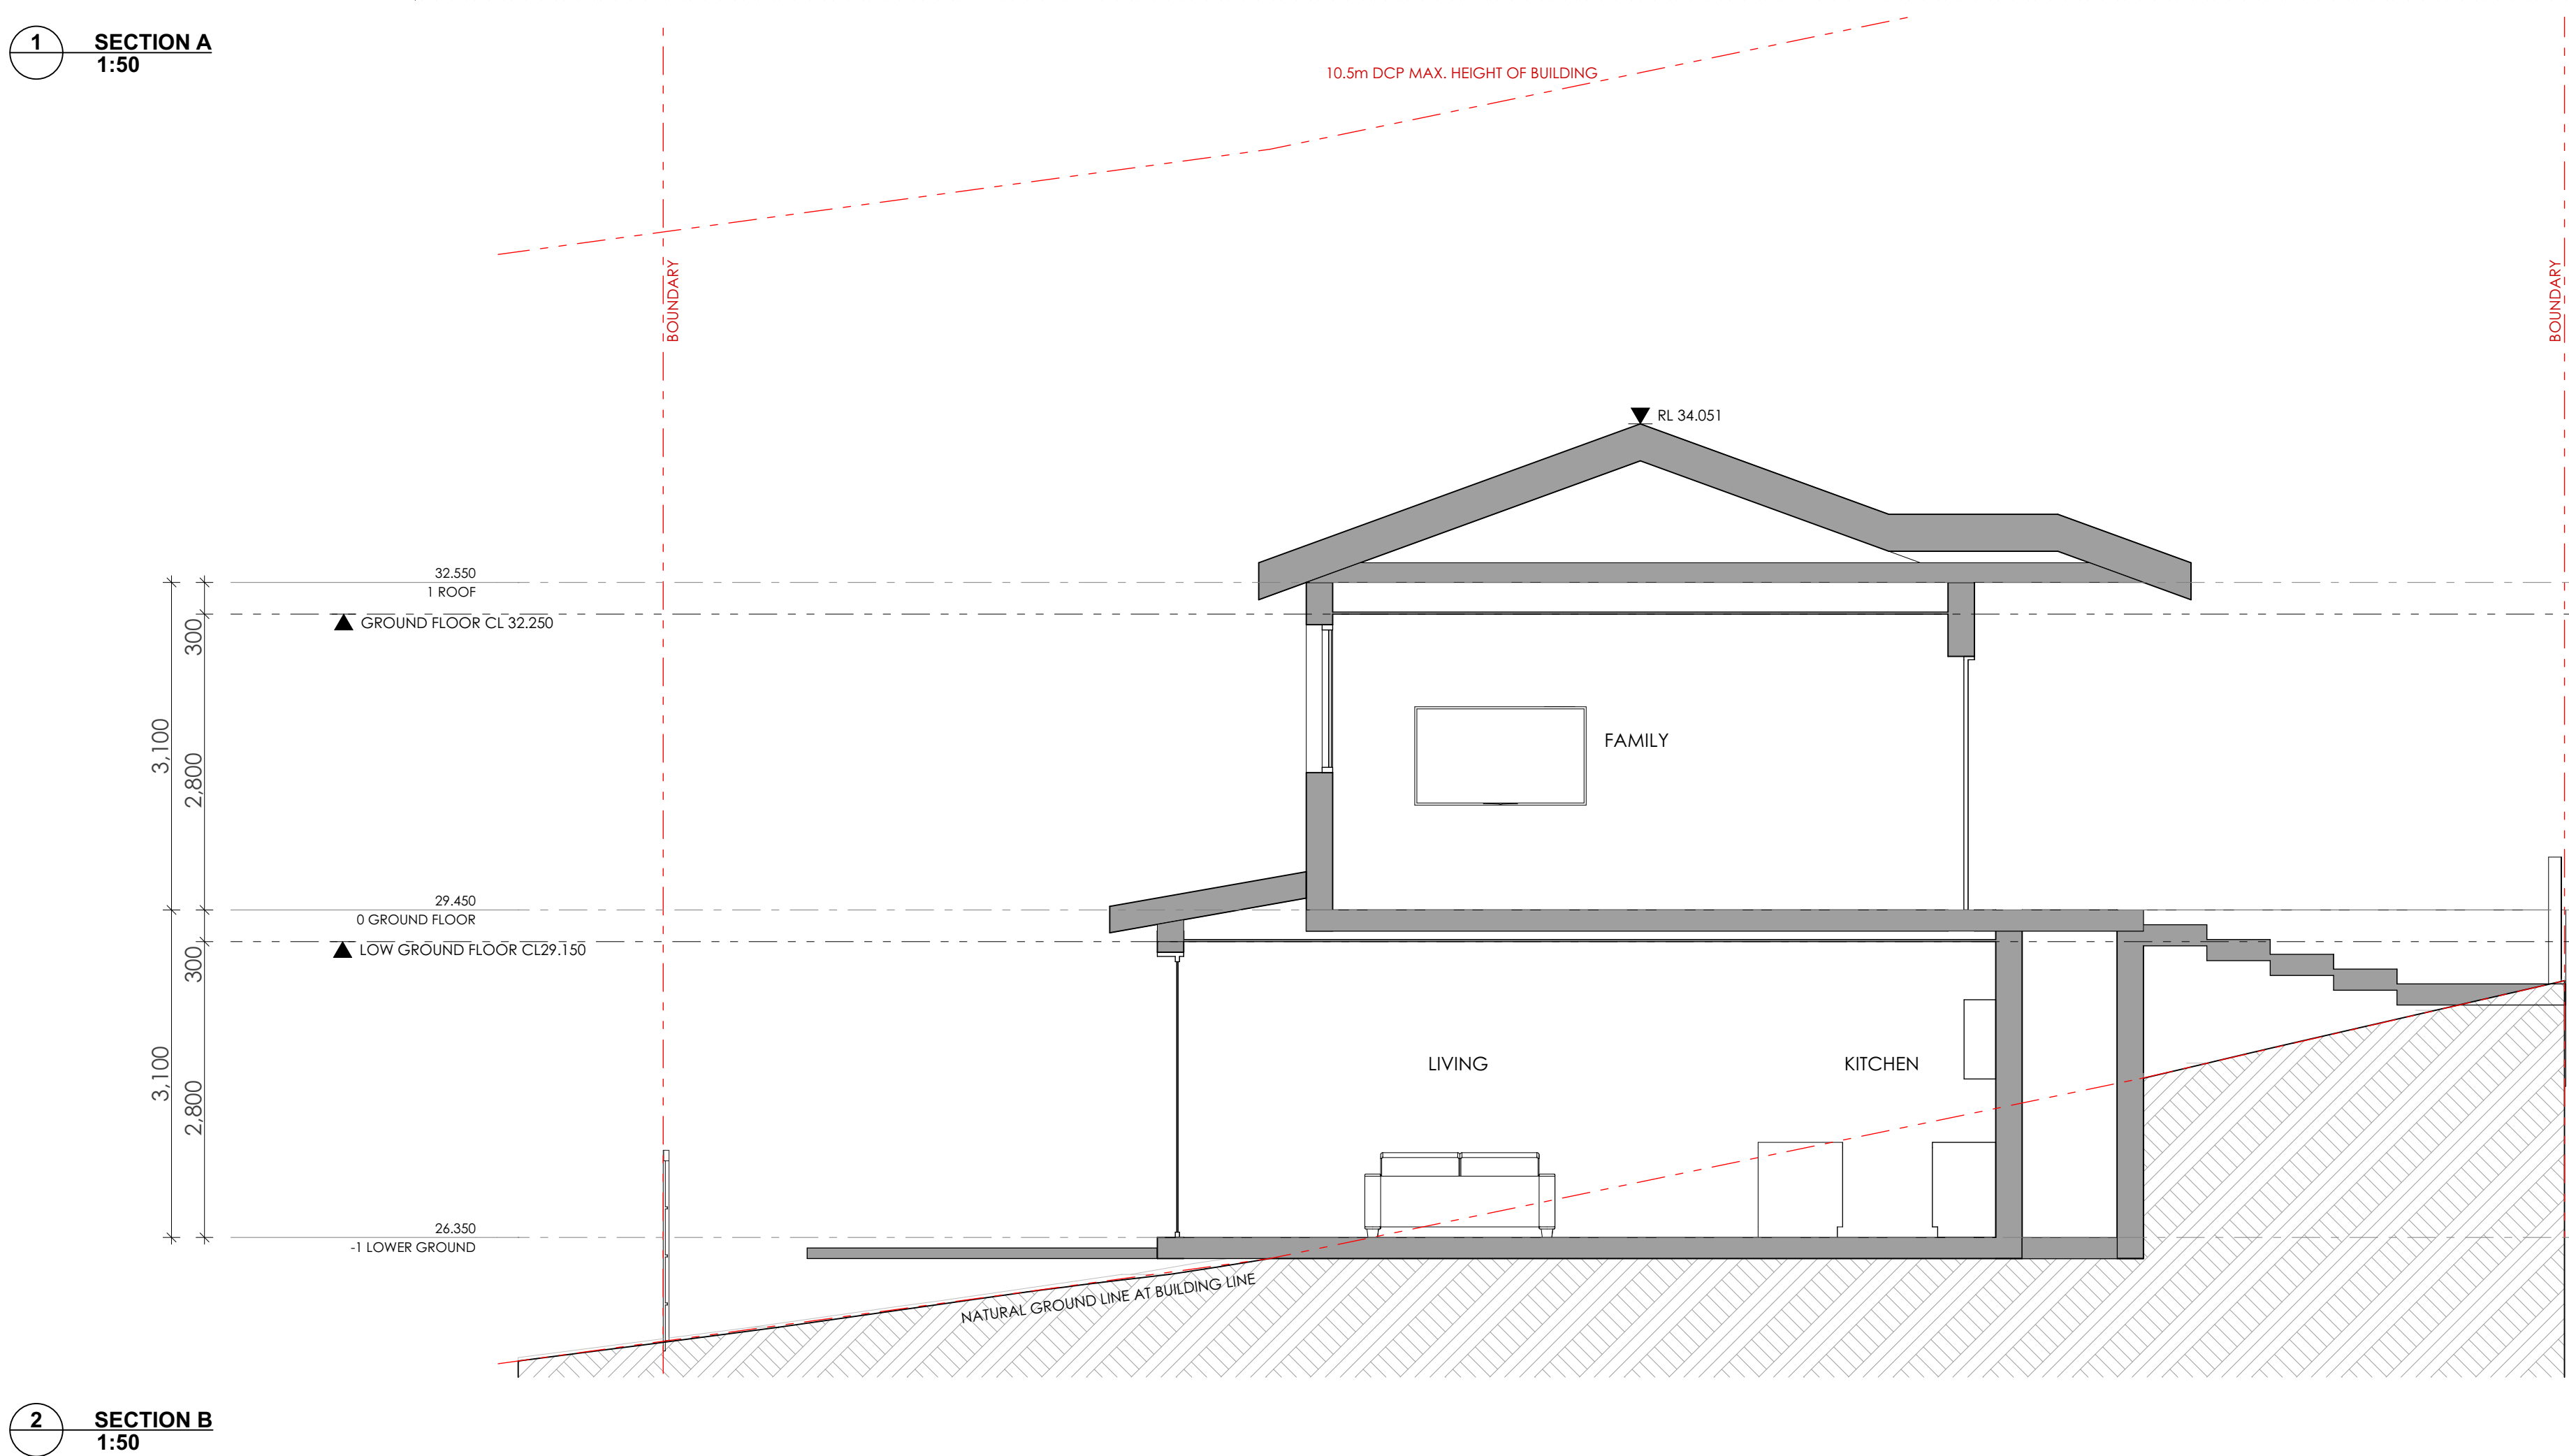 1
SECTION A
1:50
10.5m DCP MAX. HEIGHT OF BUILDING
BOUNDARY
BOUNDARY
RL 34.051
32.550
1 ROOF
300
GROUND FLOOR CL 32.250
3,100
2,800
FAMILY
29.450
0 GROUND FLOOR
300
LOW GROUND FLOOR CL29.150
3,100
2,800
LIVING
KITCHEN
26.350
-1 LOWER GROUND
NATURAL GROUND LINE AT BUILDING LINE
2
SECTION B
1:50